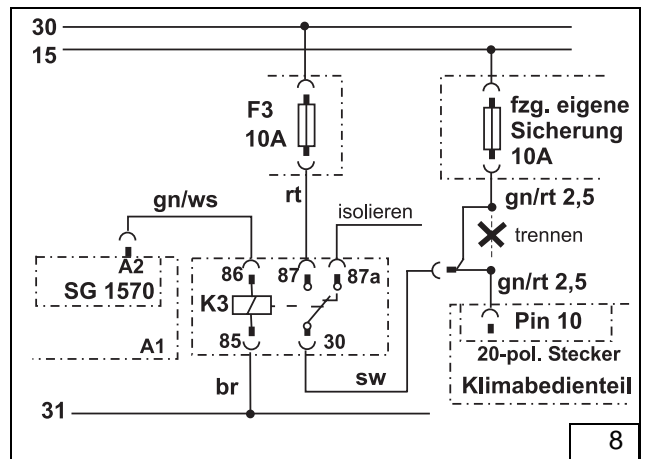 30
15
F3
10A
fzg. eigene
Sicherung
10A
rt
gn/ws
isolieren
gn/rt 2,5
trennen
A2
SG 1570
86
87
87a
K3
gn/rt 2,5
Pin 10
A1
85
30
20-pol. Stecker
br
sw
Klimabedienteil
31
8